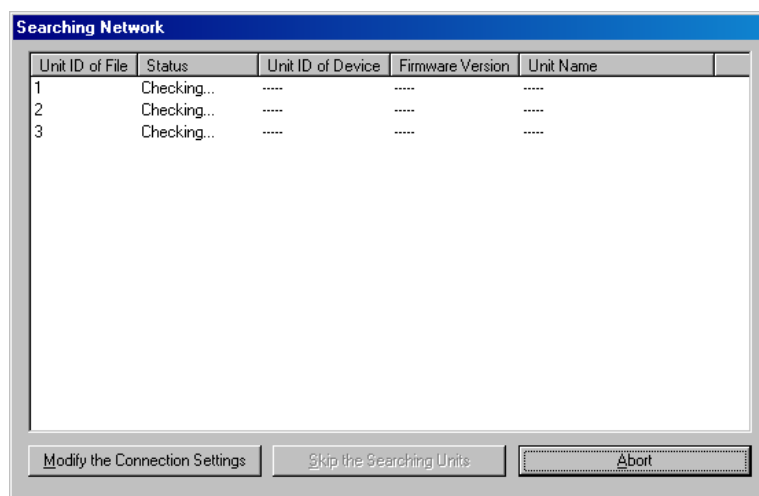 Searching Network
Unit ID of File Status Unit ID of Device Firmware Version Unit Name
1 Checking... ----- ----- -----
2 Checking... ----- ----- -----
3 Checking... ----- ----- -----
Modify the Connection Settings Skip the Searching Units Abort